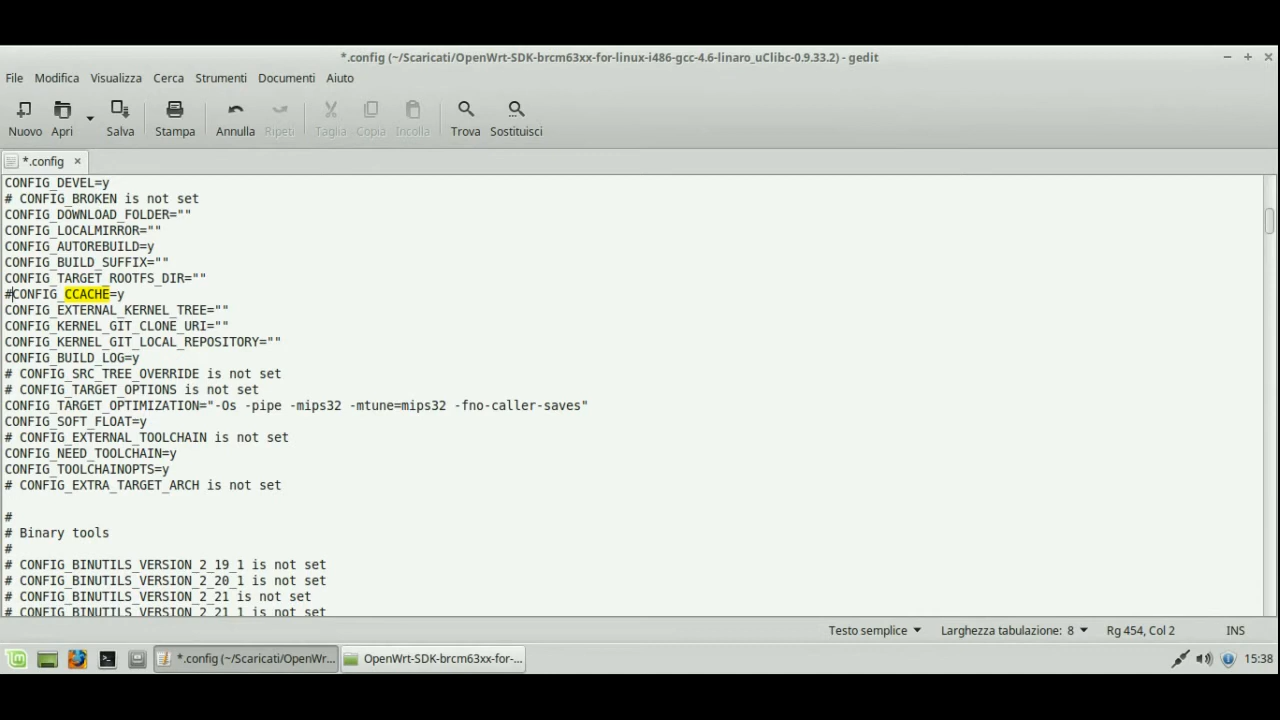 *.config (~/Scaricati/OpenWrt-SDK-brcm63xx-for-linux-i486-gcc-4.6-linaro_uClibc-0.9.33.2) - gedit
File Modifica Visualizza Cerca Strumenti Documenti Aiuto
Nuovo Apri Salva Stampa Annulla Ripeti Taglia Copia Incolla Trova Sostituisci
*.config ×
CONFIG_DEVEL=y
# CONFIG_BROKEN is not set
CONFIG_DOWNLOAD_FOLDER=""
CONFIG_LOCALMIRROR=""
CONFIG_AUTOREBUILD=y
CONFIG_BUILD_SUFFIX=""
CONFIG_TARGET_ROOTFS_DIR=""
#CONFIG_CCACHE=y
CONFIG_EXTERNAL_KERNEL_TREE=""
CONFIG_KERNEL_GIT_CLONE_URI=""
CONFIG_KERNEL_GIT_LOCAL_REPOSITORY=""
CONFIG_BUILD_LOG=y
# CONFIG_SRC_TREE_OVERRIDE is not set
# CONFIG_TARGET_OPTIONS is not set
CONFIG_TARGET_OPTIMIZATION="-Os -pipe -mips32 -mtune=mips32 -fno-caller-saves"
CONFIG_SOFT_FLOAT=y
# CONFIG_EXTERNAL_TOOLCHAIN is not set
CONFIG_NEED_TOOLCHAIN=y
CONFIG_TOOLCHAINOPTS=y
# CONFIG_EXTRA_TARGET_ARCH is not set
#
# Binary tools
#
# CONFIG_BINUTILS_VERSION_2_19_1 is not set
# CONFIG_BINUTILS_VERSION_2_20_1 is not set
# CONFIG_BINUTILS_VERSION_2_21 is not set
# CONFIG_BINUTILS_VERSION_2_21_1 is not set
Testo semplice Larghezza tabulazione: 8 Rg 454, Col 2 INS
*.config (~/Scaricati/OpenWr... OpenWrt-SDK-brcm63xx-for-... 15:38